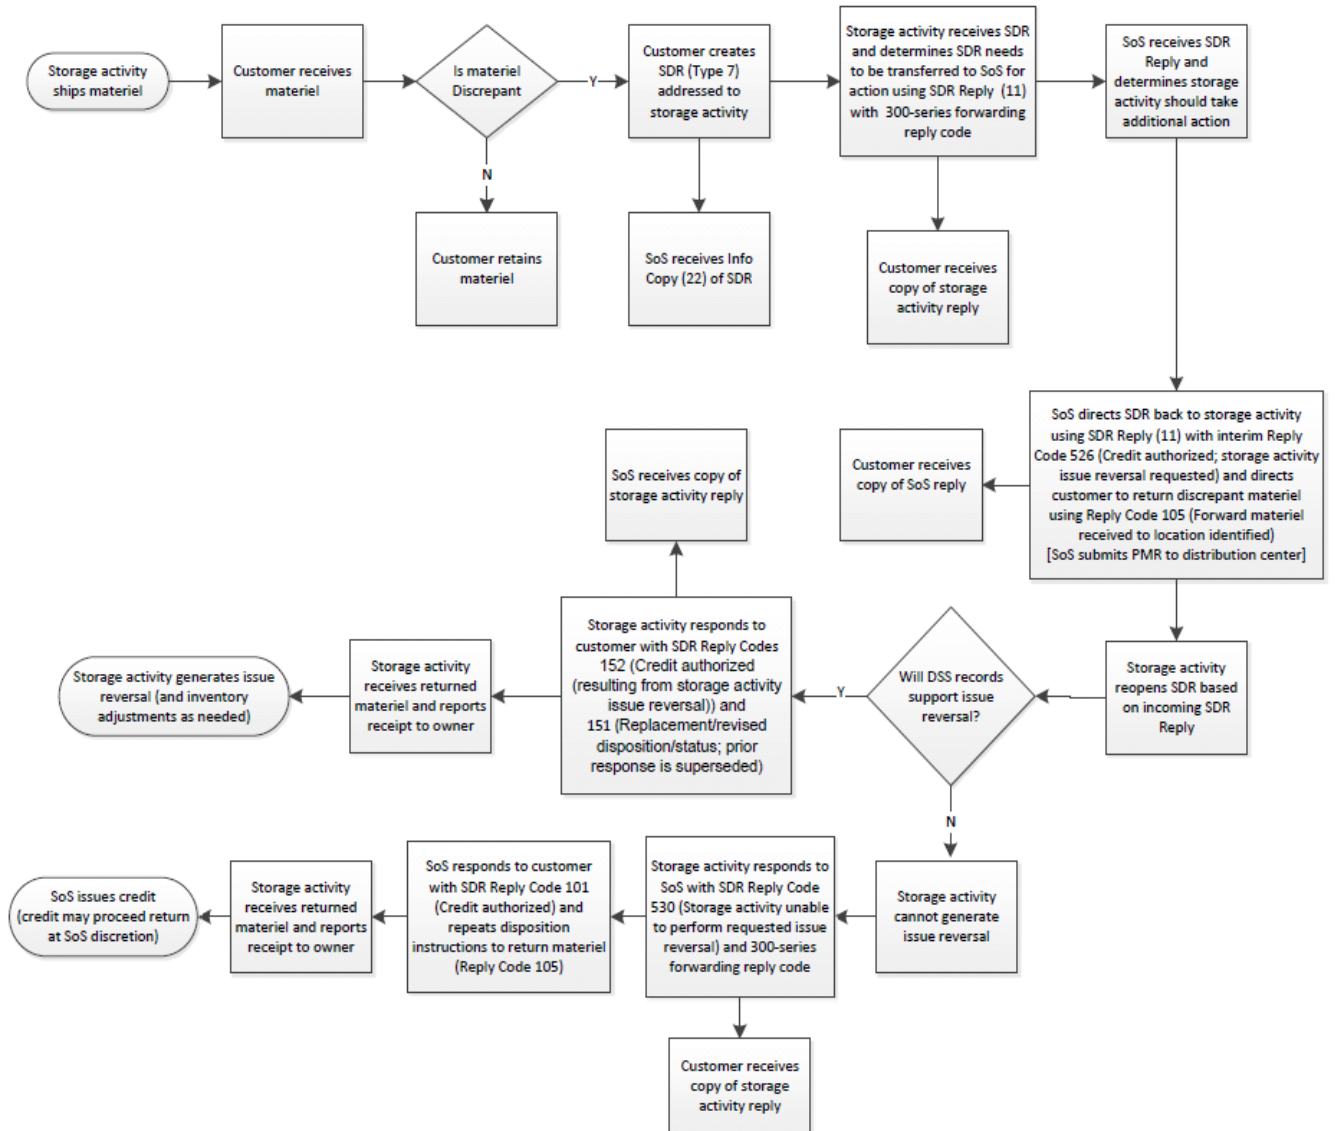 Storage activity
ships materiel
Customer receives
materiel
Is materiel
Discrepant
Y
Customer creates
SDR (Type 7)
addressed to
storage activity
Storage activity receives SDR
and determines SDR needs
to be transferred to SoS for
action using SDR Reply  (11)
with  300-series forwarding
reply code
SoS receives SDR
Reply and
determines storage
activity should take
additional action
N
Customer retains
materiel
SoS receives Info
Copy (22) of SDR
Customer receives
copy of storage
activity reply
SoS directs SDR back to storage activity
using SDR Reply (11) with interim Reply
Code 526 (Credit authorized; storage activity
issue reversal requested) and directs
customer to return discrepant materiel
using Reply Code 105 (Forward materiel
received to location identified)
[SoS submits PMR to distribution center]
Customer receives
copy of SoS reply
SoS receives copy of
storage activity reply
Storage activity
reopens SDR based
on incoming SDR
Reply
Will DSS records
support issue
reversal?
Y
Storage activity responds to
customer with SDR Reply Codes
152 (Credit authorized
(resulting from storage activity
issue reversal)) and
151 (Replacement/revised
disposition/status; prior
response is superseded)
Storage activity
receives returned
materiel and reports
receipt to owner
Storage activity generates issue
reversal (and inventory
adjustments as needed)
N
Storage activity
cannot generate
issue reversal
Storage activity responds to
SoS with SDR Reply Code
530 (Storage activity unable
to perform requested issue
reversal) and 300-series
forwarding reply code
SoS responds to customer
with SDR Reply Code 101
(Credit authorized) and
repeats disposition
instructions to return materiel
(Reply Code 105)
Storage activity
receives returned
materiel and reports
receipt to owner
SoS issues credit
(credit may proceed return
at SoS discretion)
Customer receives
copy of storage
activity reply